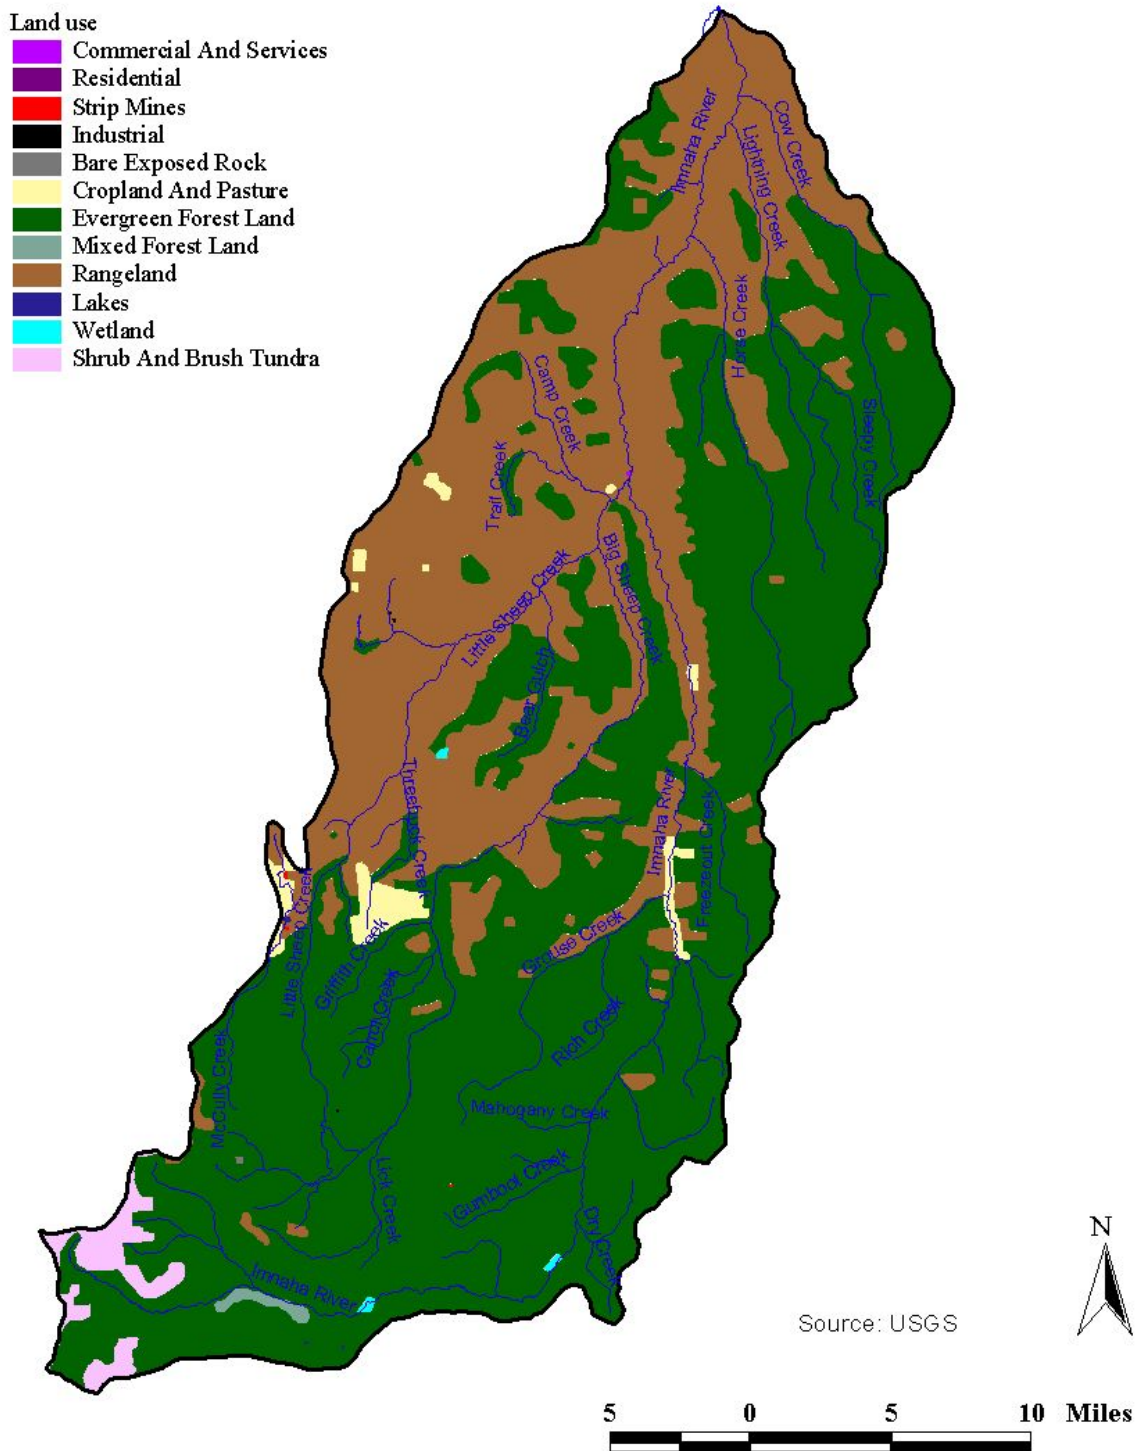 Land use
Commercial And Services
Residential
Strip Mines
Industrial
Bare Exposed Rock
Cropland And Pasture
Evergreen Forest Land
Mixed Forest Land
Rangeland
Lakes
Wetland
Shrub And Brush Tundra
Imnaha River
Cow Creek
Lightning Creek
Horse Creek
Camp Creek
Sleepy Creek
Trail Creek
Big Sheep Creek
Little Sheep Creek
Bear Gulch
Threebuck Creek
Imnaha River
Freezeout Creek
Little Sheep Creek
Grouse Creek
Griffith Creek
Carrol Creek
Rich Creek
McCully Creek
Mahogany Creek
Lick Creek
Gumboot Creek
Dry Creek
Imnaha River
N
Source: USGS
5 0 5 10 Miles